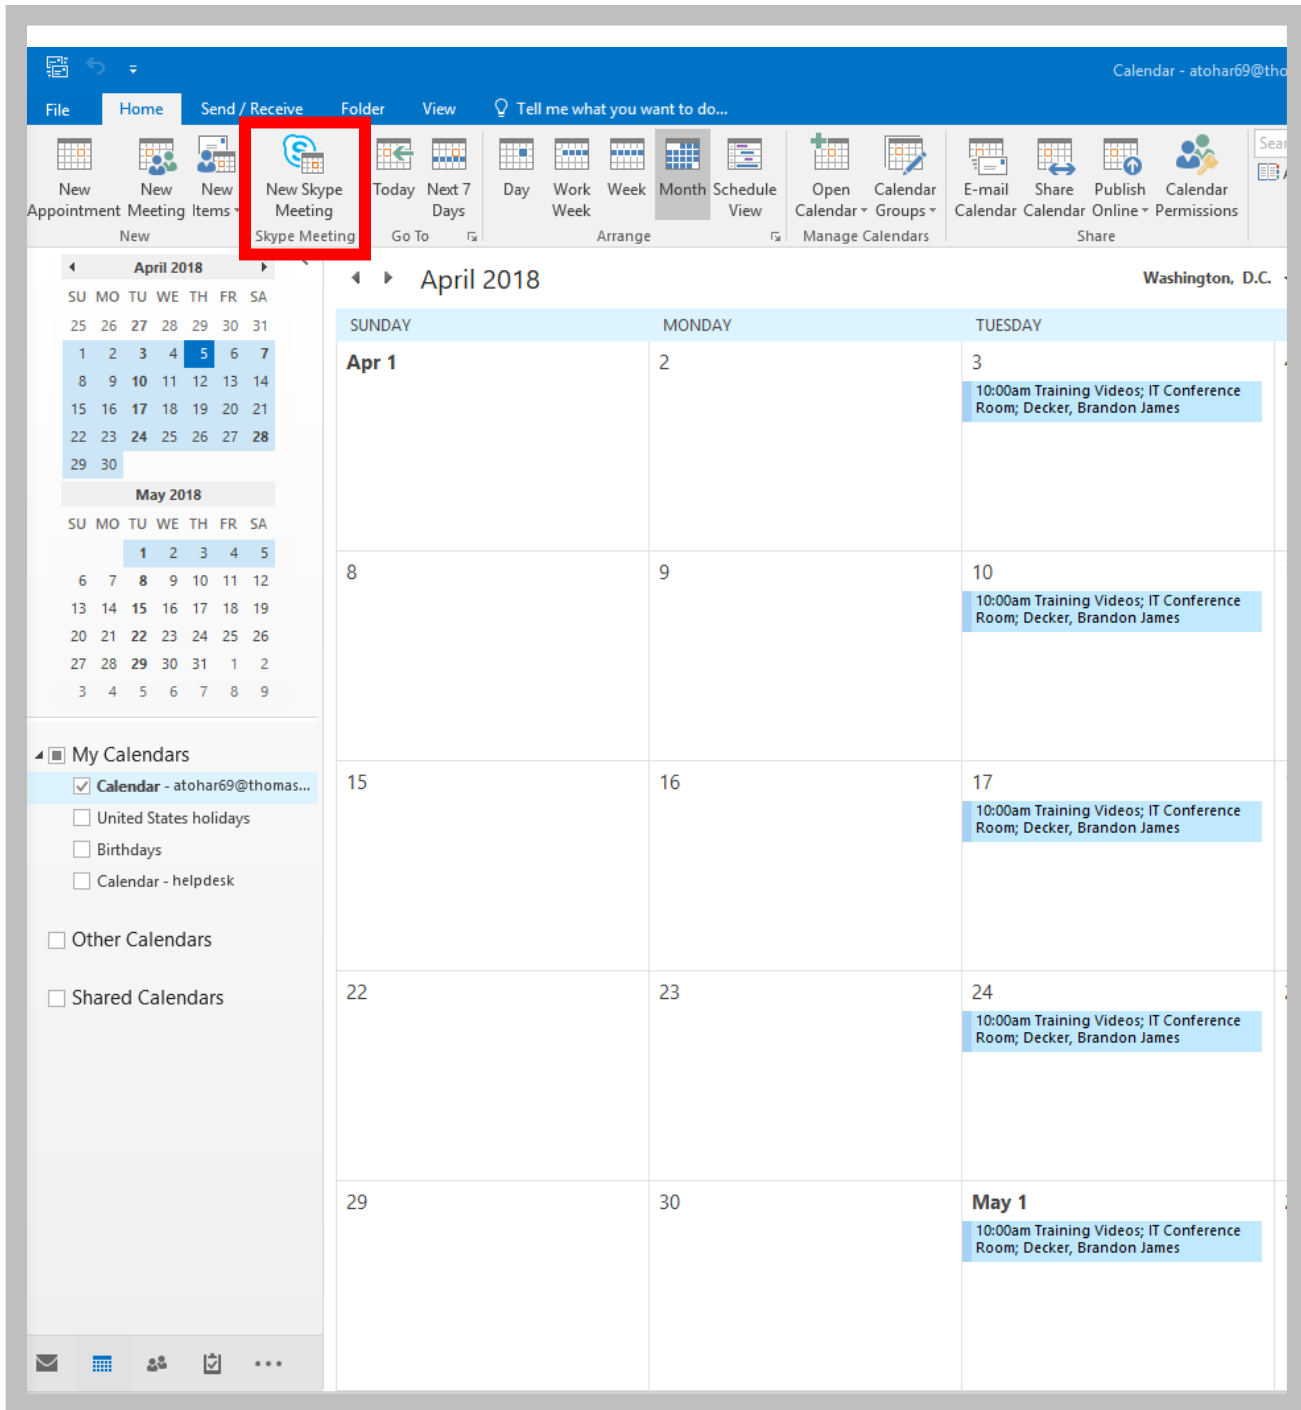 Calendar - atohar69@tho
File Home Send / Receive Folder View Tell me what you want to do...
New Appointment
New Meeting
New Items
New Skype Meeting
Today
Next 7 Days
Day
Work Week
Week
Month
Schedule View
Open Calendar
Calendar Groups
E-mail Calendar
Share Calendar
Publish Online
Calendar Permissions
Sear
New Skype Meeting Go To Arrange Manage Calendars Share
April 2018
SU MO TU WE TH FR SA
25 26 27 28 29 30 31
1 2 3 4 5 6 7
8 9 10 11 12 13 14
15 16 17 18 19 20 21
22 23 24 25 26 27 28
29 30
May 2018
SU MO TU WE TH FR SA
1 2 3 4 5
6 7 8 9 10 11 12
13 14 15 16 17 18 19
20 21 22 23 24 25 26
27 28 29 30 31 1 2
3 4 5 6 7 8 9
My Calendars
Calendar - atohar69@thomas...
United States holidays
Birthdays
Calendar - helpdesk
Other Calendars
Shared Calendars
April 2018
Washington, D.C.
SUNDAY MONDAY TUESDAY
Apr 1 2 3
10:00am Training Videos; IT Conference
Room; Decker, Brandon James
8 9 10
10:00am Training Videos; IT Conference
Room; Decker, Brandon James
15 16 17
10:00am Training Videos; IT Conference
Room; Decker, Brandon James
22 23 24
10:00am Training Videos; IT Conference
Room; Decker, Brandon James
29 30 May 1
10:00am Training Videos; IT Conference
Room; Decker, Brandon James